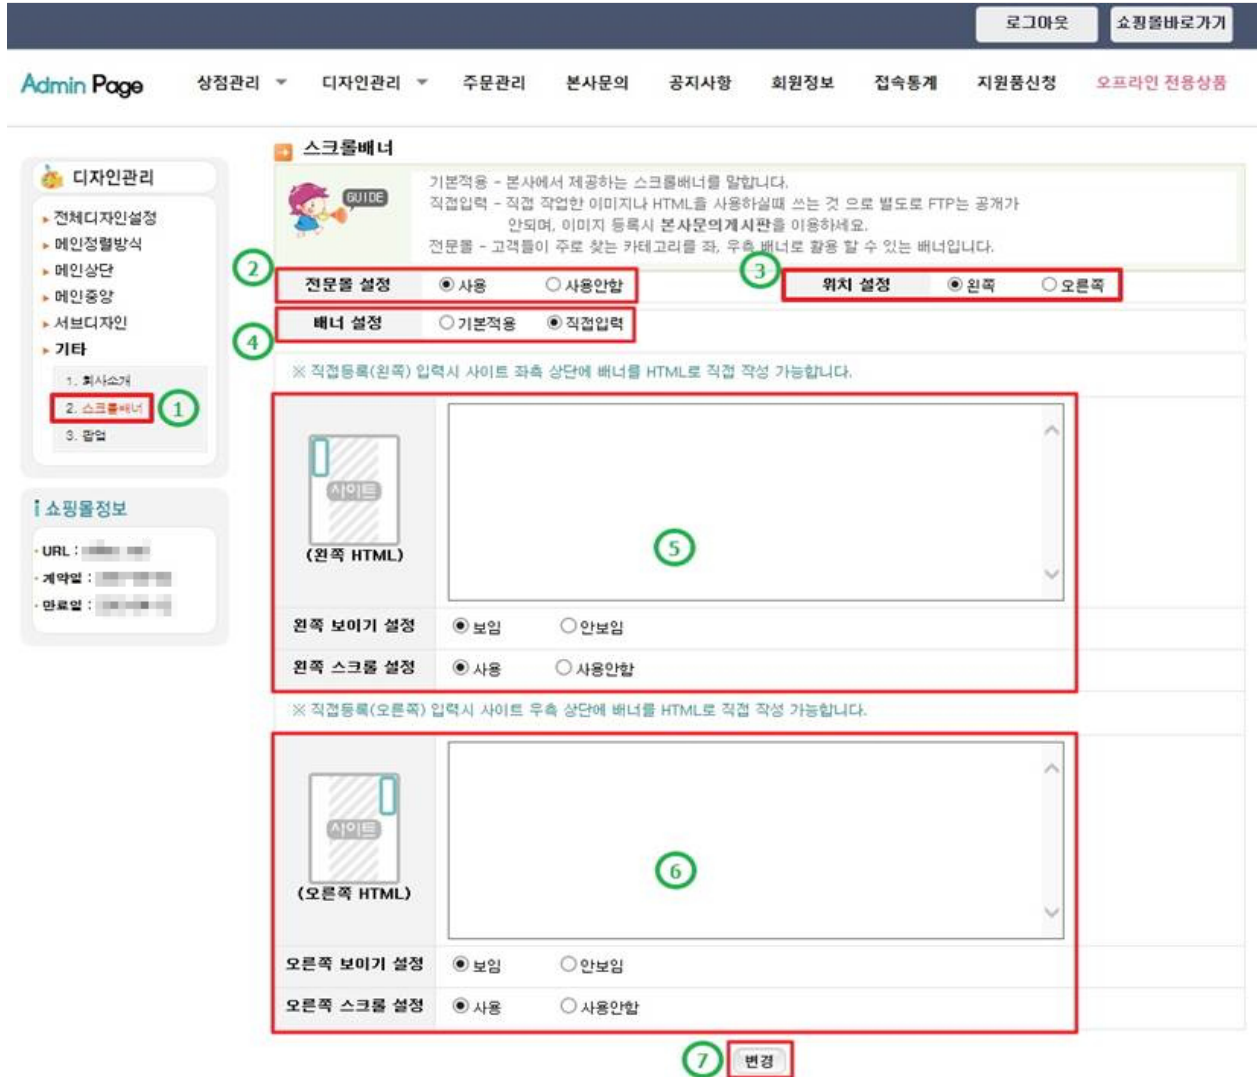 로그아웃 쇼핑몰바로가기
Admin Page 상점관리 디자인관리 주문관리 본사문의 공지사항 회원정보 접속통계 지원품신청 오프라인 전용상품
디자인관리
전체디자인설정
메인정렬방식
메인상단
메인중앙
서브디자인
기타
1. 회사소개
2. 스크롤배너
1
3. 팝업
쇼핑몰정보
URL :
계약일 :
만료일 :
스크롤배너
GUIDE
기본적용 - 본사에서 제공하는 스크롤배너를 말합니다.
직접입력 - 직접 작업한 이미지나 HTML을 사용하실때 쓰는 것 으로 별도로 FTP는 공개가
안되며, 이미지 등록시 본사문의게시판을 이용하세요.
전문몰 - 고객들이 주로 찾는 카테고리를 좌, 우측 배너로 활용 할 수 있는 배너입니다.
2
전문몰 설정 사용 사용안함
3
위치 설정 왼쪽 오른쪽
4
배너 설정 기본적용 직접입력
※ 직접등록(왼쪽) 입력시 사이트 좌측 상단에 배너를 HTML로 직접 작성 가능합니다.
사이트
(왼쪽 HTML)
5
왼쪽 보이기 설정 보임 안보임
왼쪽 스크롤 설정 사용 사용안함
※ 직접등록(오른쪽) 입력시 사이트 우측 상단에 배너를 HTML로 직접 작성 가능합니다.
사이트
(오른쪽 HTML)
6
오른쪽 보이기 설정 보임 안보임
오른쪽 스크롤 설정 사용 사용안함
7
변경